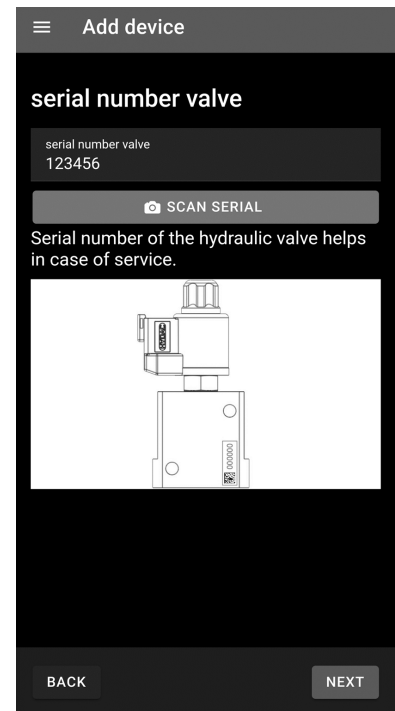 Add device
serial number valve
serial number valve
123456
SCAN SERIAL
Serial number of the hydraulic valve helps
in case of service.
000000
BACK
NEXT